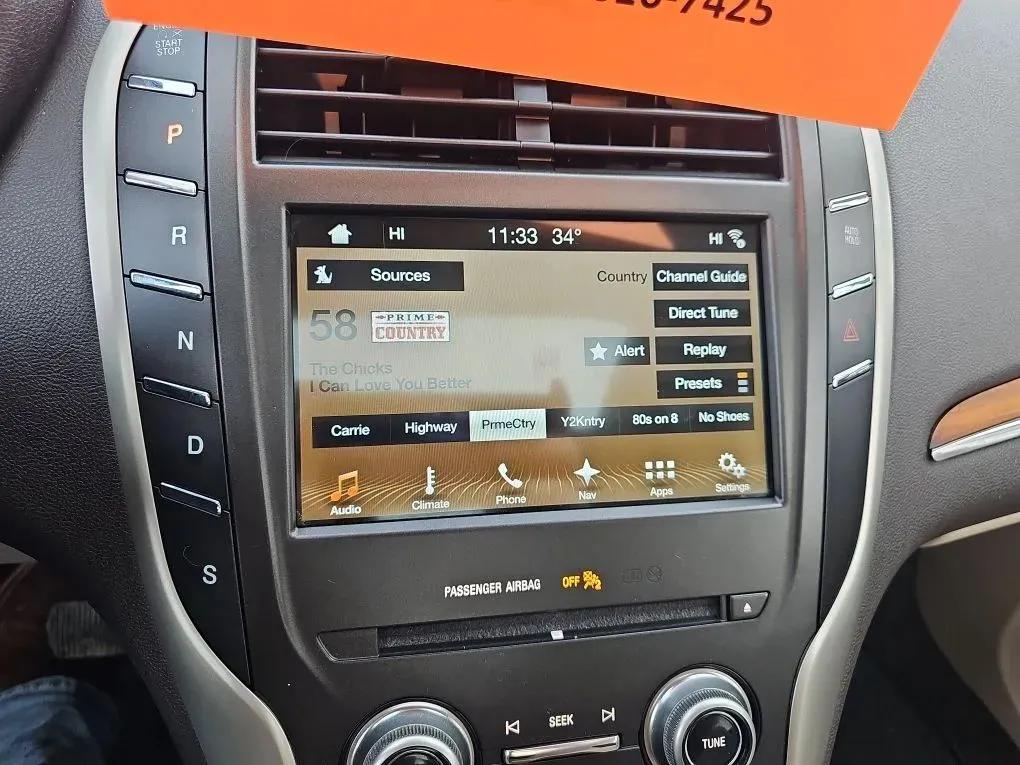 7425
START
STOP
P
R
N
D
S
AUTO
HOLD
HI
11:33 34°
HI
Sources
Country
Channel Guide
58
PRIME
COUNTRY
Direct Tune
Alert
Replay
The Chicks
I Can Love You Better
Presets
Carrie
Highway
PrmeCtry
Y2Kntry
80s on 8
No Shoes
Audio
Climate
Phone
Nav
Apps
Settings
PASSENGER AIRBAG
OFF
SEEK
TUNE